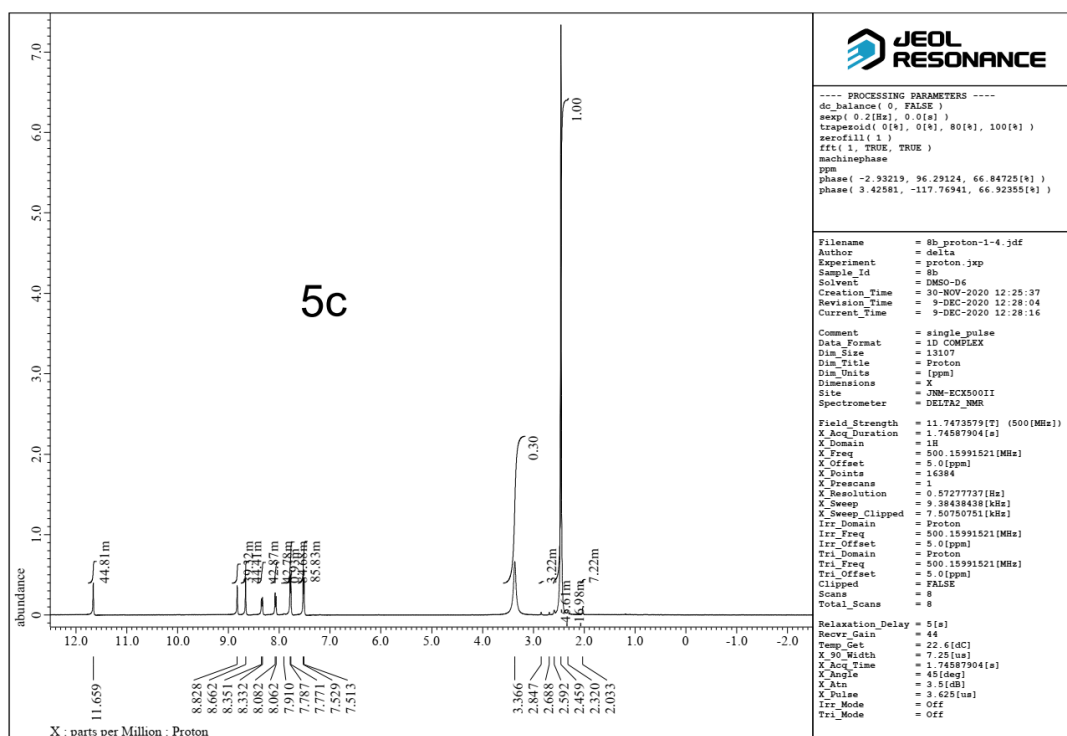 JEOL
RESONANCE
---- PROCESSING PARAMETERS ----
dc_balance( 0, FALSE )
sexp( 0.2[Hz], 0.0[s] )
trapezoid( 0[%], 0[%], 80[%], 100[%] )
zerofill( 1 )
fft( 1, TRUE, TRUE )
machinephase
ppm
phase( -2.93219, 96.29124, 66.84725[%] )
phase( 3.42581, -117.76941, 66.92355[%] )
Filename = 8b_proton-1-4.jdf
Author = delta
Experiment = proton.jxp
Sample_Id = 8b
Solvent = DMSO-D6
Creation_Time = 30-NOV-2020 12:25:37
Revision_Time = 9-DEC-2020 12:28:04
Current_Time = 9-DEC-2020 12:28:16
Comment = single_pulse
Data_Format = 1D COMPLEX
Dim_Size = 13107
Dim_Title = Proton
Dim_Units = [ppm]
Dimensions = X
Site = JNM-ECX500II
Spectrometer = DELTA2_NMR
Field_Strength = 11.7473579[T] (500[MHz])
X_Acq_Duration = 1.74587904[s]
X_Domain = 1H
X_Freq = 500.15991521[MHz]
X_Offset = 5.0[ppm]
X_Points = 16384
X_Prescans = 1
X_Resolution = 0.57277737[Hz]
X_Sweep = 9.38438438[kHz]
X_Sweep_Clipped = 7.50750751[kHz]
Irr_Domain = Proton
Irr_Freq = 500.15991521[MHz]
Irr_Offset = 5.0[ppm]
Tri_Domain = Proton
Tri_Freq = 500.15991521[MHz]
Tri_Offset = 5.0[ppm]
Clipped = FALSE
Scans = 8
Total_Scans = 8
Relaxation_Delay = 5[s]
Recvr_Gain = 44
Temp_Get = 22.6[dC]
X_90_Width = 7.25[us]
X_Acq_Time = 1.74587904[s]
X_Angle = 45[deg]
X_Atn = 3.5[dB]
X_Pulse = 3.625[us]
Irr_Mode = Off
Tri_Mode = Off
5c
abundance
7.0
6.0
5.0
4.0
3.0
2.0
1.0
0
44.81m
39.32m
44.41m
42.87m
42.78m
84.68m
85.83m
0.30
3.22m
1.00
16.98m
7.22m
12.0 11.0 10.0 9.0 8.0 7.0 6.0 5.0 4.0 3.0 2.0 1.0 0 -1.0 -2.0
11.659
8.828
8.662
8.351
8.332
8.082
8.062
7.910
7.787
7.771
7.529
7.513
3.366
2.847
2.688
2.592
2.459
2.320
2.033
X : parts per Million : Proton